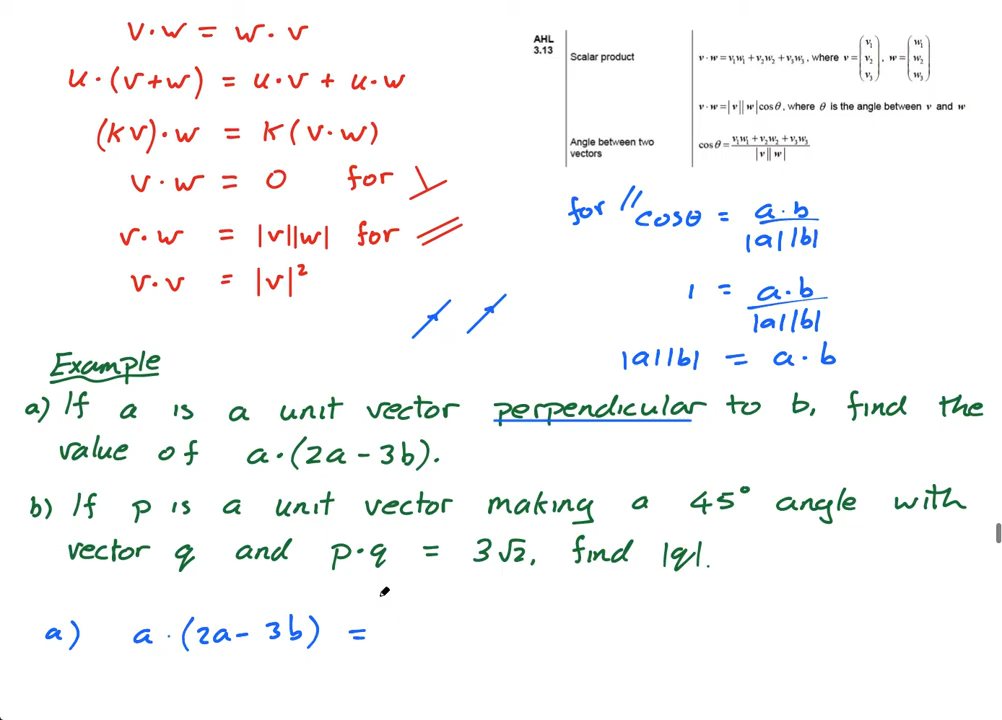 v·w = w·v
u·(v+w) = u·v + u·w
(kv)·w = k(v·w)
v·w = 0 for ⊥
v·w = |v||w| for //
v·v = |v|²
AHL 3.13
Scalar product
v·w = v₁w₁ + v₂w₂ + v₃w₃, where v = (v₁ v₂ v₃), w = (w₁ w₂ w₃)
v·w = |v||w|cosθ, where θ is the angle between v and w
Angle between two vectors
cosθ = (v₁w₁ + v₂w₂ + v₃w₃)/(|v||w|)
for // cosθ = a·b/|a||b|
1 = a·b/|a||b|
|a||b| = a·b
Example
a) If a is a unit vector perpendicular to b, find the
value of a·(2a - 3b).
b) If p is a unit vector making a 45° angle with
vector q and p·q = 3√2, find |q|.
a) a·(2a - 3b) =